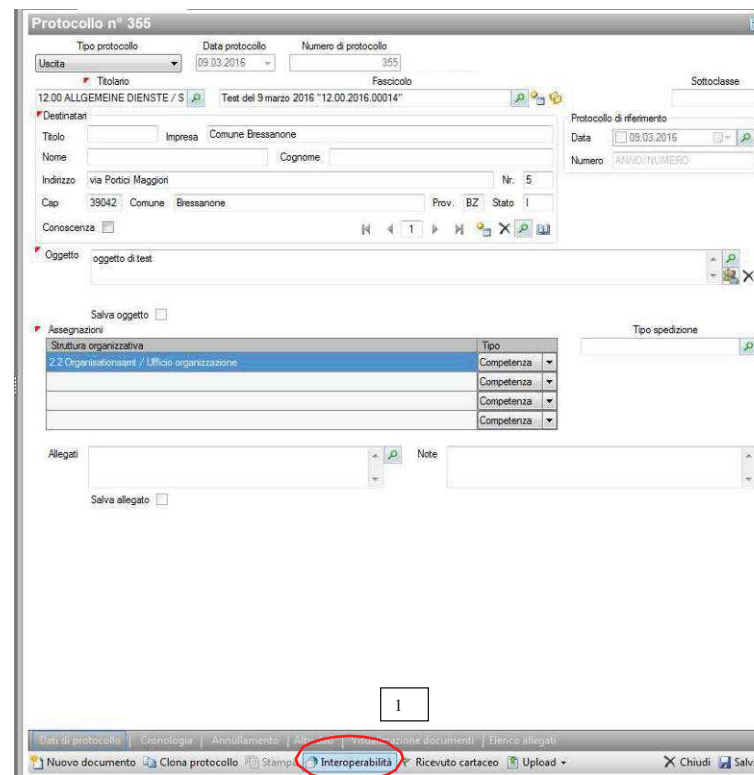 Protocollo n° 355
Tipo protocollo Data protocollo Numero di protocollo
Uscita 09.03.2016 355
Titolario Fascicolo Sottoclasse
12.00 ALLGEMEINE DIENSTE / S Test del 9 marzo 2016 "12.00.2016.00014"
Destinatari Protocollo di riferimento
Titolo Impresa Comune Bressanone Data 09.03.2016
Nome Cognome Numero ANNO/NUMERO
Indirizzo via Portici Maggiori Nr. 5
Cap 39042 Comune Bressanone Prov. BZ Stato I
Conoscenza 1
Oggetto oggetto di test
Salva oggetto
Assegnazioni Tipo spedizione
Struttura organizzativa Tipo
2.2 Organisationsamt / Ufficio organizzazione Competenza
Competenza
Competenza
Competenza
Allegati Note
Salva allegato
1
Dati di protocollo Cronologia Annullamento documenti Elenco allegati
Nuovo documento Clona protocollo Stampa Interoperabilità Ricevuto cartaceo Upload Chiudi Salv